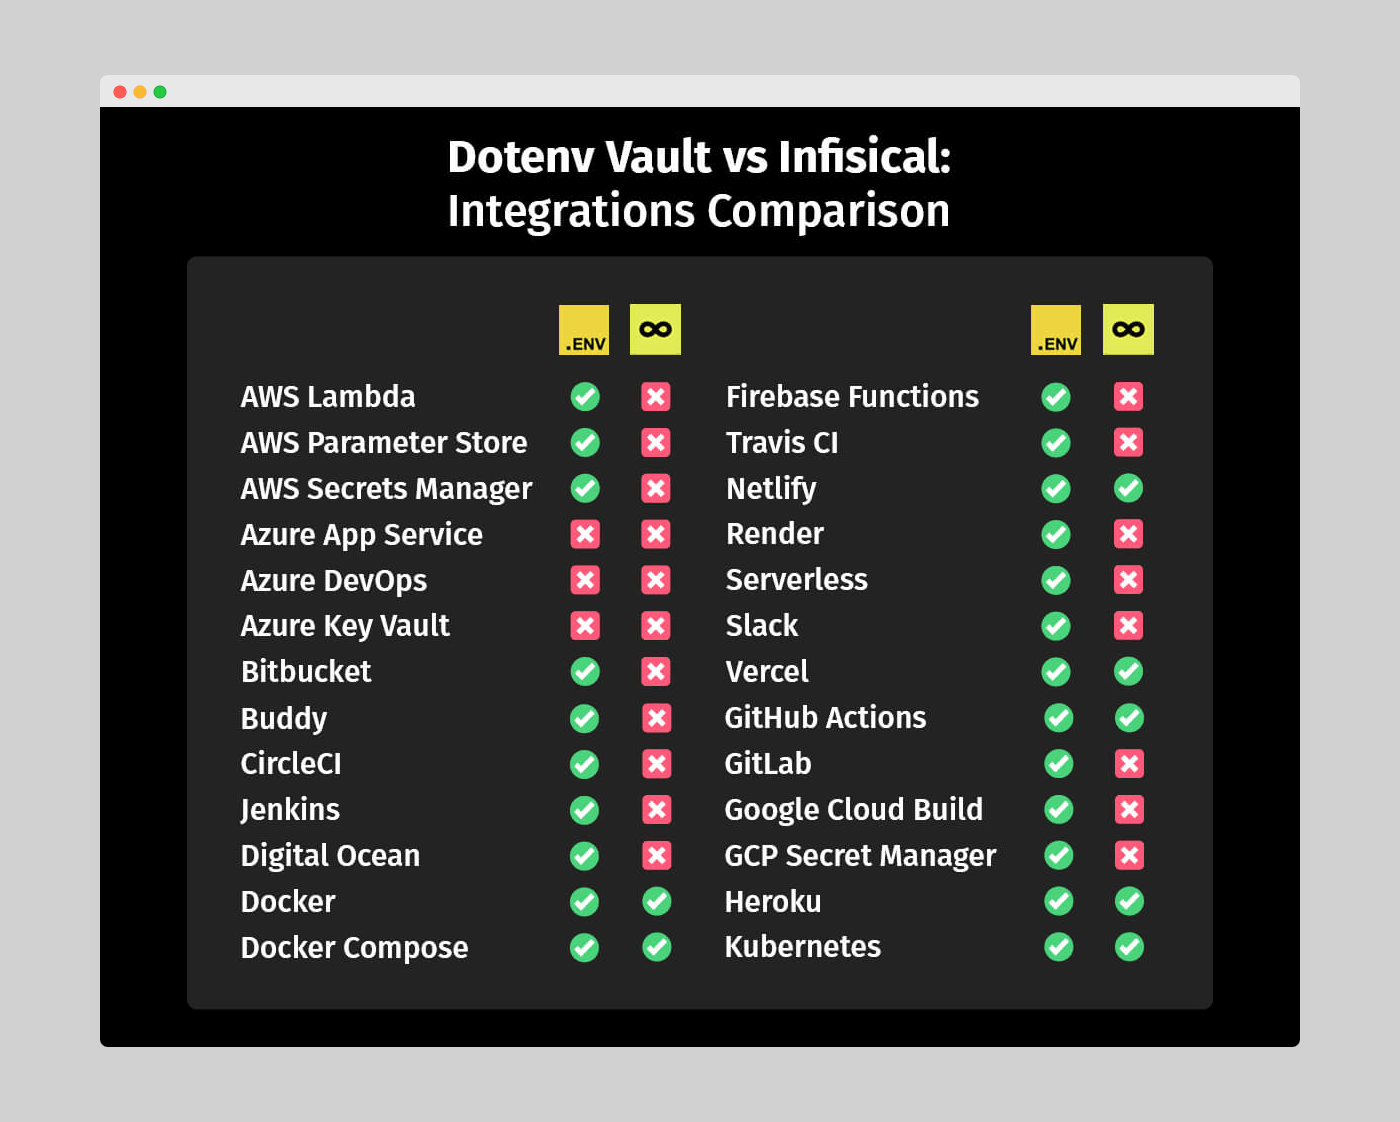 Dotenv Vault vs Infisical:
Integrations Comparison
.ENV
.ENV
AWS Lambda
AWS Parameter Store
AWS Secrets Manager
Azure App Service
Azure DevOps
Azure Key Vault
Bitbucket
Buddy
CircleCI
Jenkins
Digital Ocean
Docker
Docker Compose
Firebase Functions
Travis CI
Netlify
Render
Serverless
Slack
Vercel
GitHub Actions
GitLab
Google Cloud Build
GCP Secret Manager
Heroku
Kubernetes